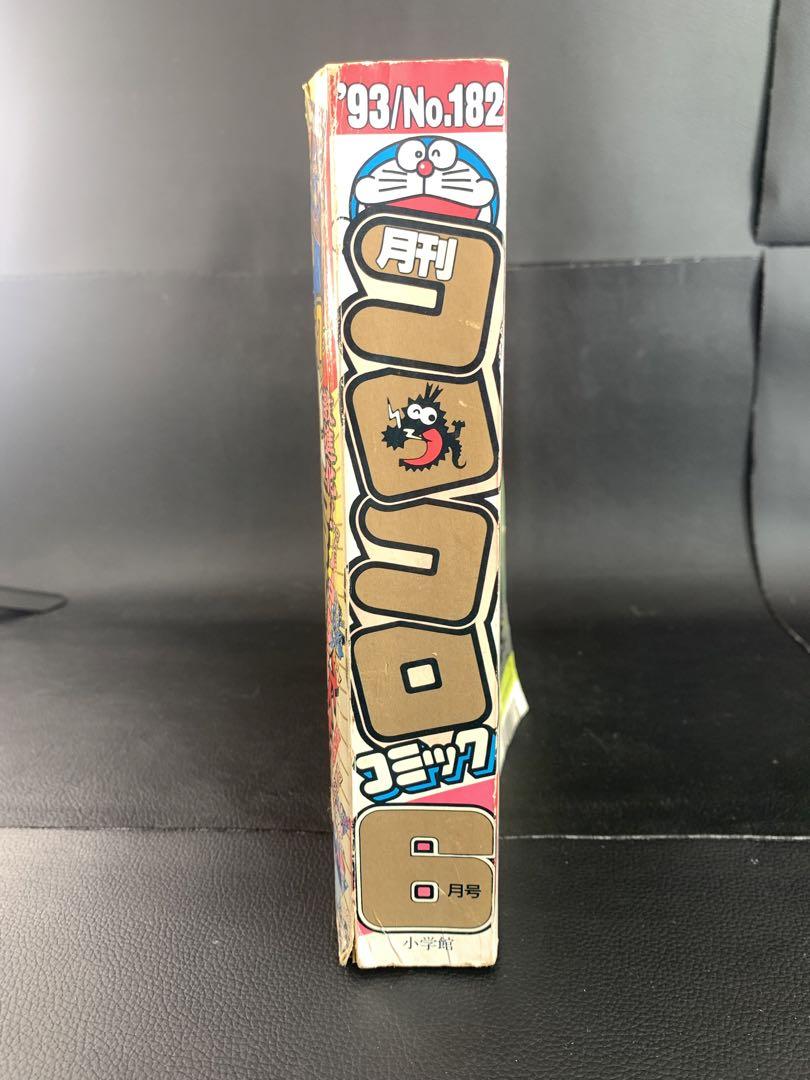 '93/No.182
月刊
コロコロ
コミック
6
月号
小学館